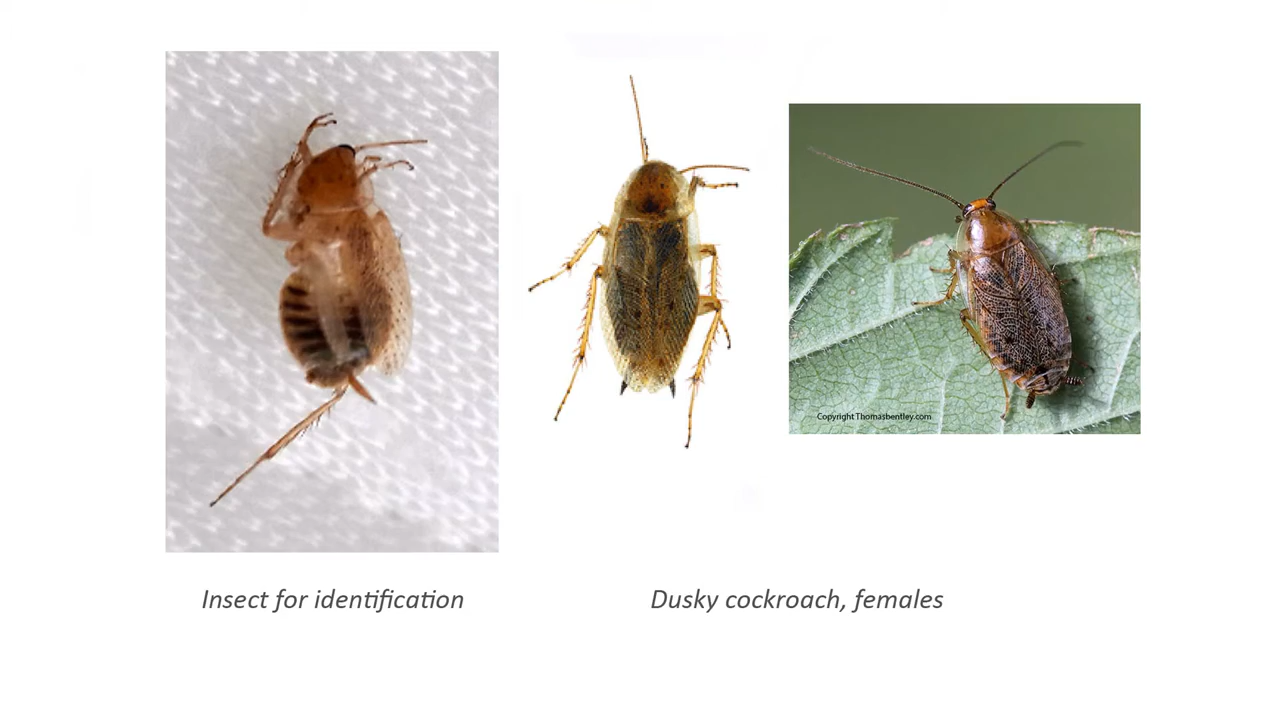 Copyright Thomasbentley.com
Insect for identification
Dusky cockroach, females